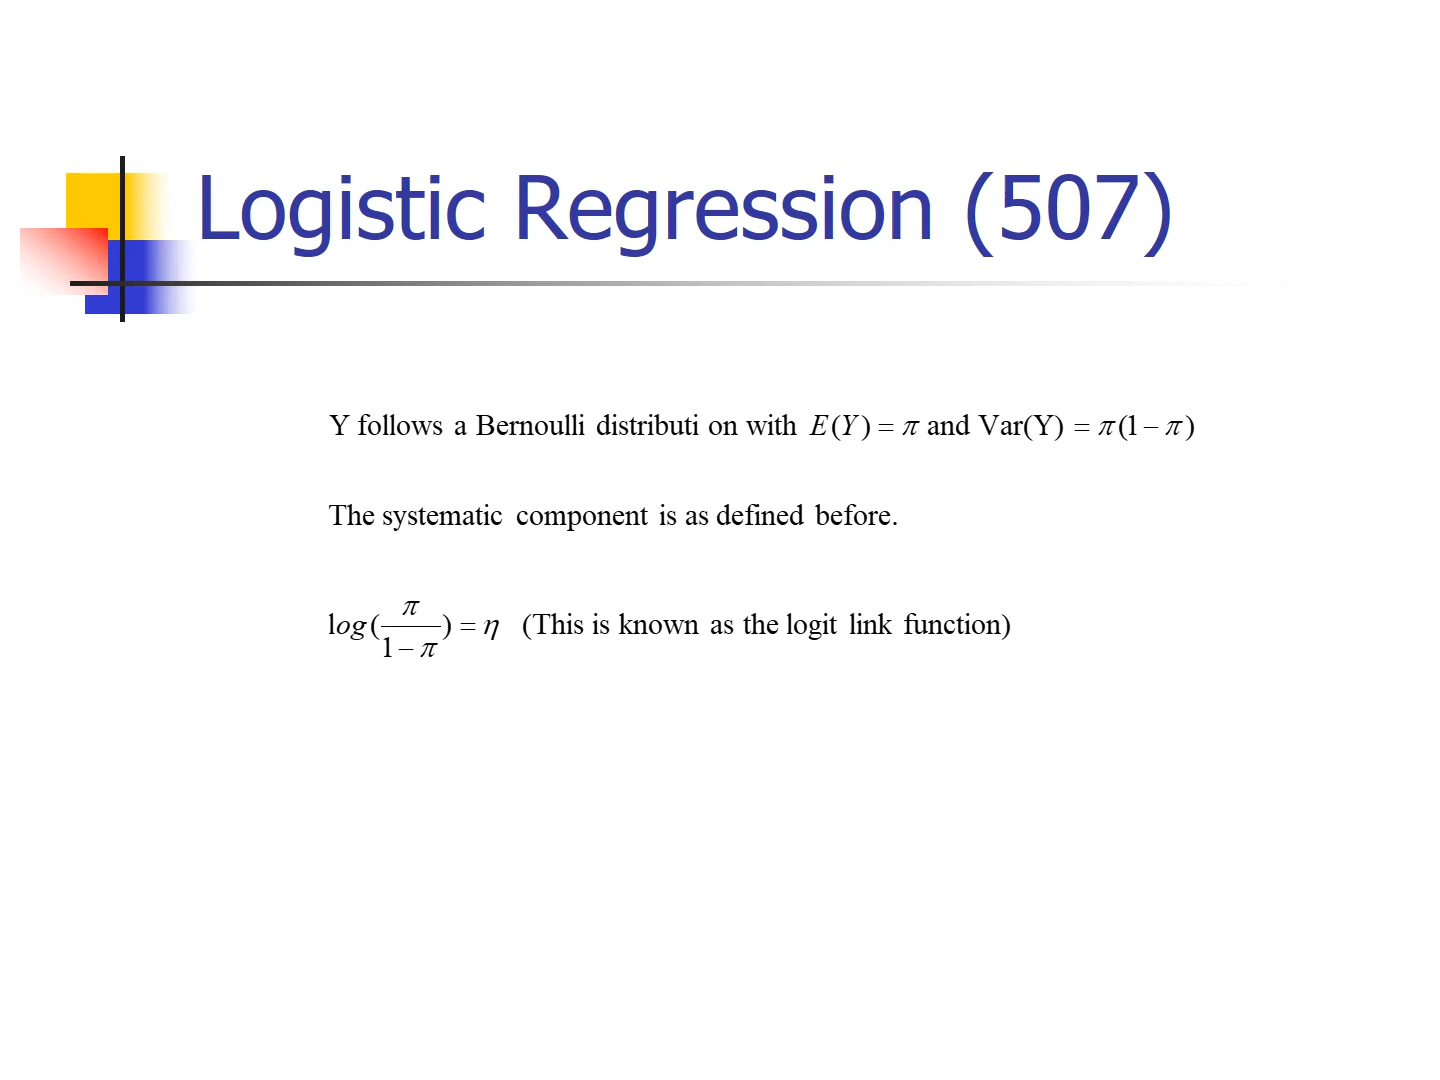 Logistic Regression (507)
Y follows a Bernoulli distributi on with E(Y) = π and Var(Y) = π(1 − π)
The systematic component is as defined before.
log(π/(1 − π)) = η (This is known as the logit link function)